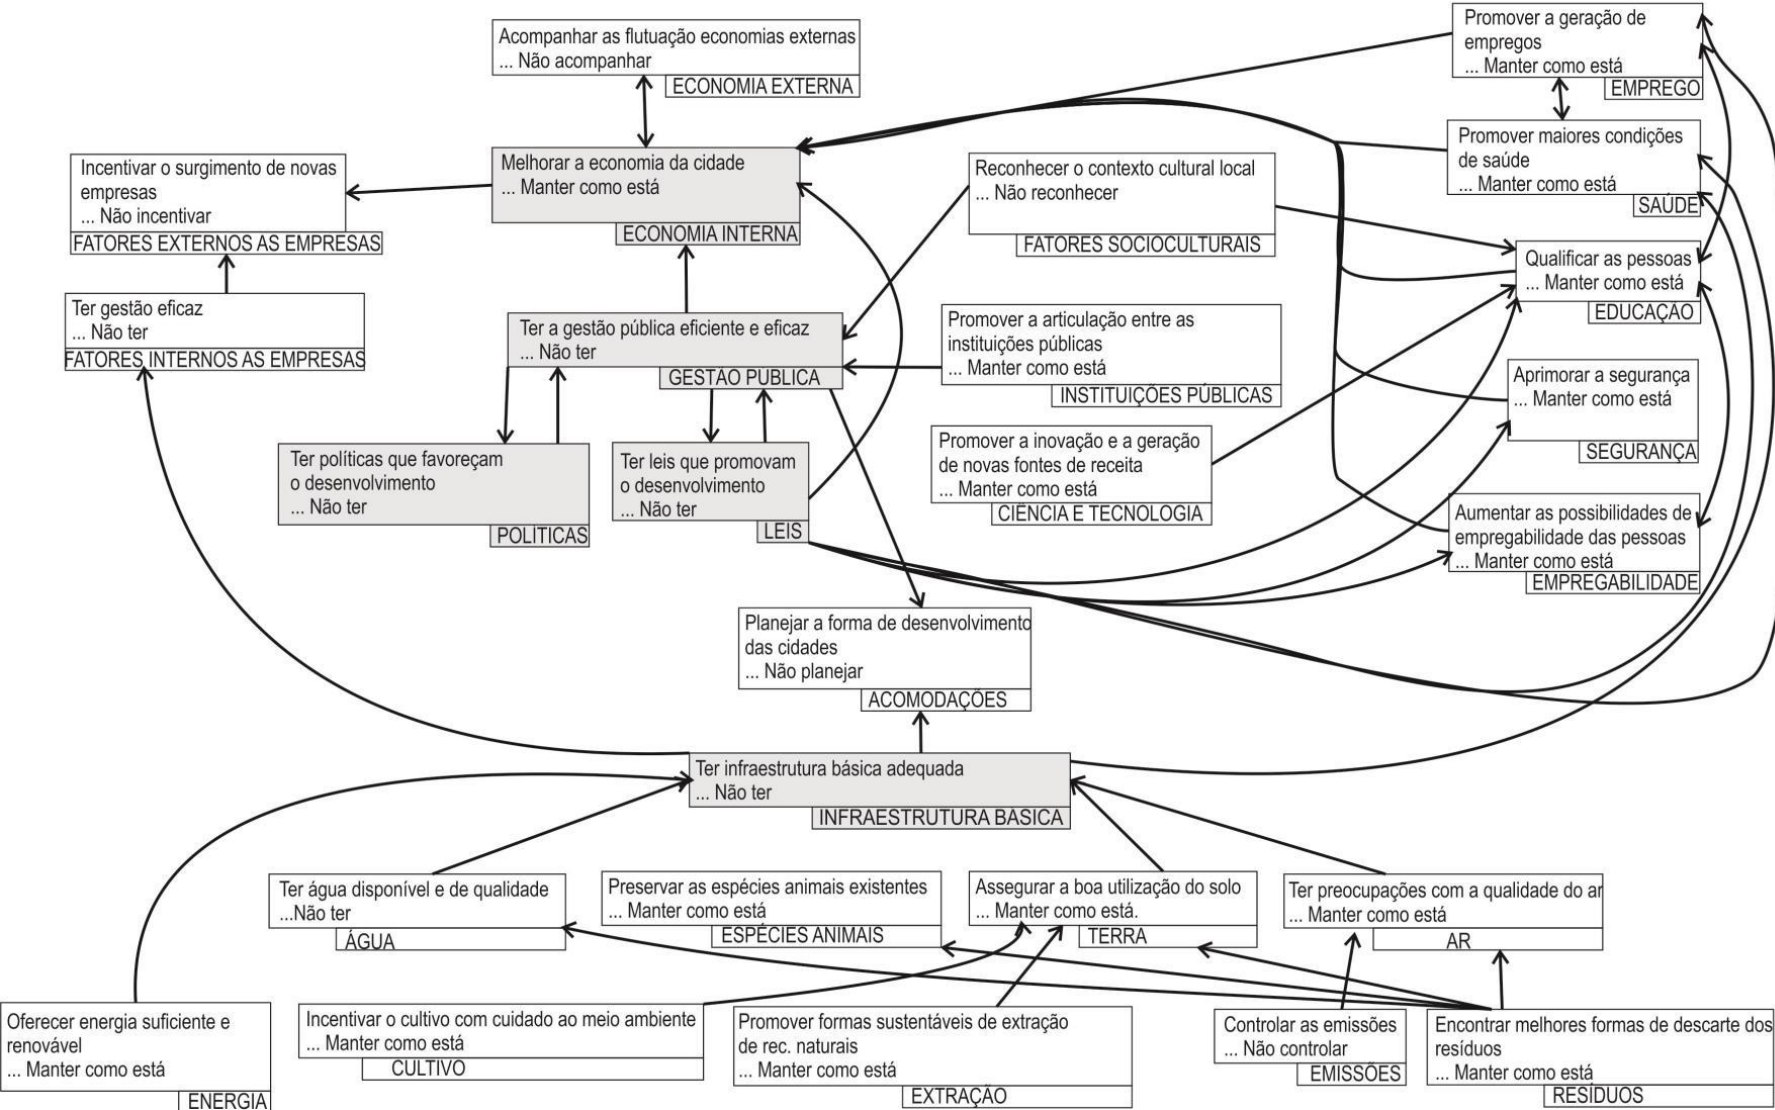 Acompanhar as flutuação economias externas
... Não acompanhar
ECONOMIA EXTERNA
Promover a geração de
empregos
... Manter como está
EMPREGO
Incentivar o surgimento de novas
empresas
... Não incentivar
FATORES EXTERNOS AS EMPRESAS
Melhorar a economia da cidade
... Manter como está
ECONOMIA INTERNA
Reconhecer o contexto cultural local
... Não reconhecer
FATORES SOCIOCULTURAIS
Promover maiores condições
de saúde
... Manter como está
SAÚDE
Qualificar as pessoas
... Manter como está
EDUCAÇÃO
Ter gestão eficaz
... Não ter
FATORES INTERNOS AS EMPRESAS
Ter a gestão pública eficiente e eficaz
... Não ter
GESTÃO PÚBLICA
Promover a articulação entre as
instituições públicas
... Manter como está
INSTITUIÇÕES PÚBLICAS
Aprimorar a segurança
... Manter como está
SEGURANÇA
Ter políticas que favoreçam
o desenvolvimento
... Não ter
POLÍTICAS
Ter leis que promovam
o desenvolvimento
... Não ter
LEIS
Promover a inovação e a geração
de novas fontes de receita
... Manter como está
CIÊNCIA E TECNOLOGIA
Aumentar as possibilidades de
empregabilidade das pessoas
... Manter como está
EMPREGABILIDADE
Planejar a forma de desenvolvimento
das cidades
... Não planejar
ACOMODAÇÕES
Ter infraestrutura básica adequada
... Não ter
INFRAESTRUTURA BÁSICA
Ter água disponível e de qualidade
...Não ter
ÁGUA
Preservar as espécies animais existentes
... Manter como está
ESPÉCIES ANIMAIS
Assegurar a boa utilização do solo
... Manter como está.
TERRA
Ter preocupações com a qualidade do ar
... Manter como está
AR
Oferecer energia suficiente e
renovável
... Manter como está
ENERGIA
Incentivar o cultivo com cuidado ao meio ambiente
... Manter como está
CULTIVO
Promover formas sustentáveis de extração
de rec. naturais
... Manter como está
EXTRAÇÃO
Controlar as emissões
... Não controlar
EMISSÕES
Encontrar melhores formas de descarte dos
resíduos
... Manter como está
RESÍDUOS